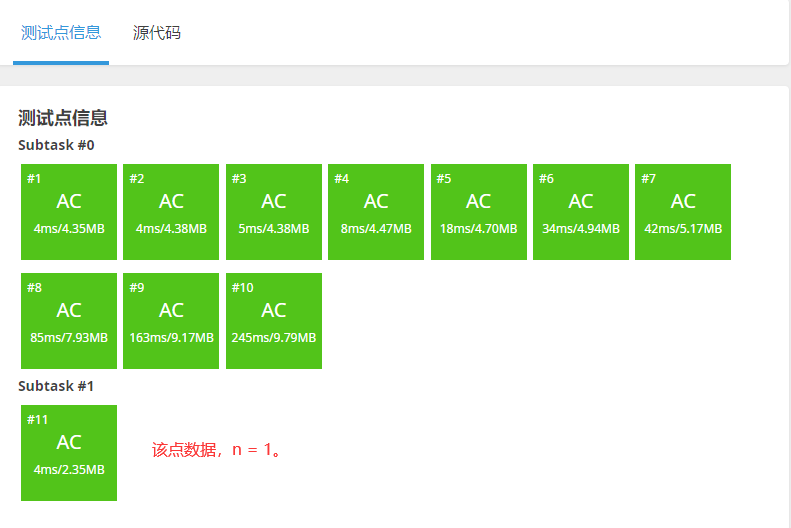 测试点信息 源代码
测试点信息
Subtask #0
#1 #2 #3 #4 #5 #6 #7
AC AC AC AC AC AC AC
4ms/4.35MB 4ms/4.38MB 5ms/4.38MB 8ms/4.47MB 18ms/4.70MB 34ms/4.94MB 42ms/5.17MB
#8 #9 #10
AC AC AC
85ms/7.93MB 163ms/9.17MB 245ms/9.79MB
Subtask #1
#11
AC
4ms/2.35MB
该点数据，n = 1。